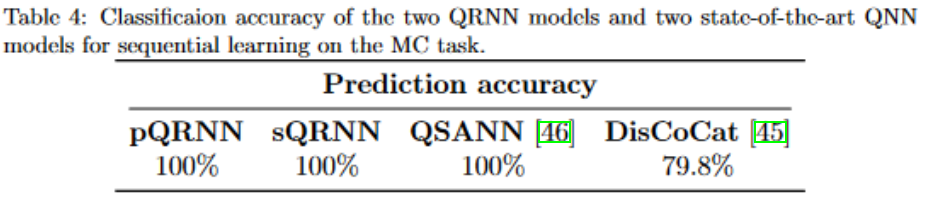 Table 4: Classificaion accuracy of the two QRNN models and two state-of-the-art QNN
models for sequential learning on the MC task.
Prediction accuracy
pQRNN sQRNN QSANN [46] DisCoCat [45]
100% 100% 100% 79.8%